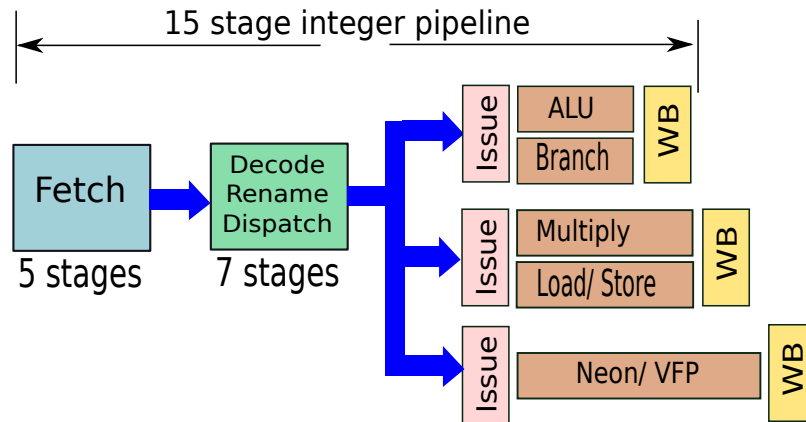 15 stage integer pipeline
Fetch
5 stages
Decode
Rename
Dispatch
7 stages
Issue
ALU
Branch
WB
Issue
Multiply
Load/ Store
WB
Issue
Neon/ VFP
WB